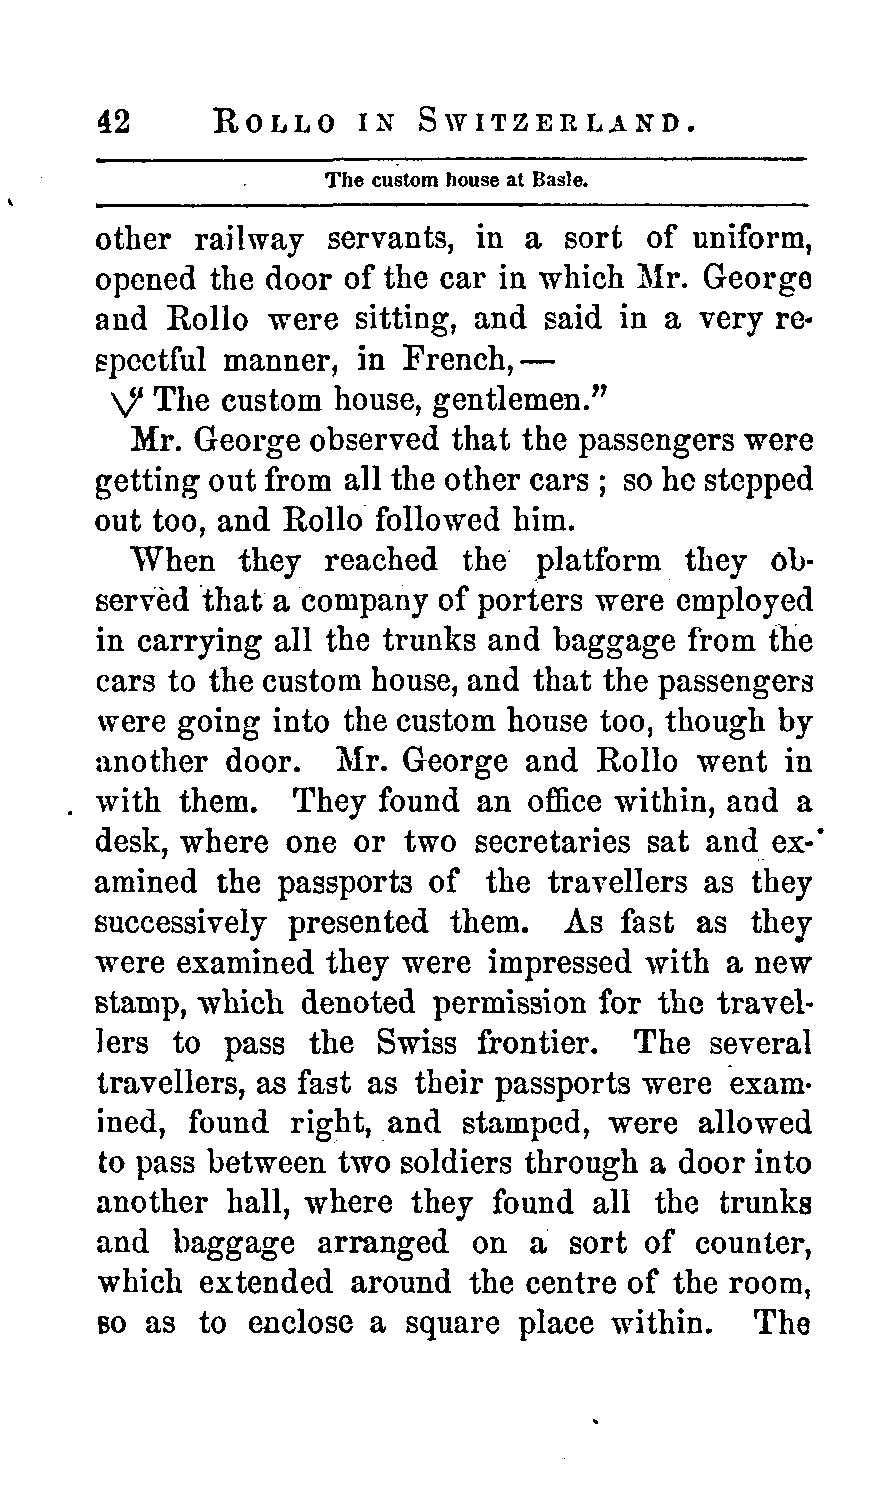 42 ROLLO IN SWITZERLAND.
The custom house at Basle.
other railway servants, in a sort of uniform,
opened the door of the car in which Mr. George
and Rollo were sitting, and said in a very re-
spectful manner, in French,—
" The custom house, gentlemen."
Mr. George observed that the passengers were
getting out from all the other cars ; so he stepped
out too, and Rollo followed him.
When they reached the platform they ob-
served that a company of porters were employed
in carrying all the trunks and baggage from the
cars to the custom house, and that the passengers
were going into the custom house too, though by
another door. Mr. George and Rollo went in
with them. They found an office within, and a
desk, where one or two secretaries sat and ex-
amined the passports of the travellers as they
successively presented them. As fast as they
were examined they were impressed with a new
stamp, which denoted permission for the travel-
lers to pass the Swiss frontier. The several
travellers, as fast as their passports were exam-
ined, found right, and stamped, were allowed
to pass between two soldiers through a door into
another hall, where they found all the trunks
and baggage arranged on a sort of counter,
which extended around the centre of the room,
so as to enclose a square place within. The